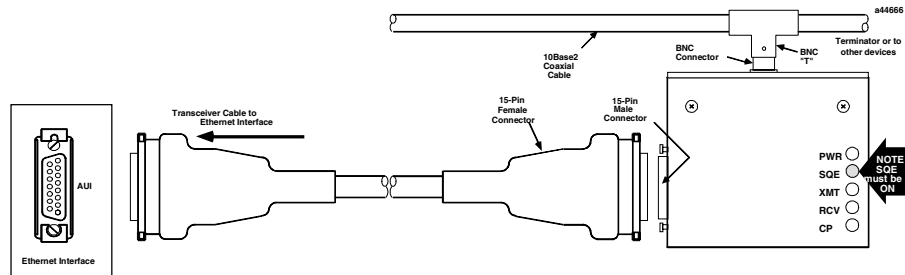 a44666
10Base2
Coaxial
Cable
BNC
Connector
BNC
"T"
Terminator or to
other devices
Transceiver Cable to
Ethernet Interface
15-Pin
Female
Connector
15-Pin
Male
Connector
AUI
Ethernet Interface
PWR
SQE
XMT
RCV
CP
NOTE
SQE
must be
ON